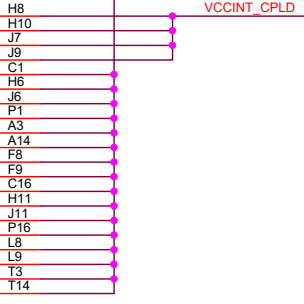 H8
VCCINT_CPLD
H10
J7
J9
C1
H6
J6
P1
A3
A14
F8
F9
C16
H11
J11
P16
L8
L9
T3
T14